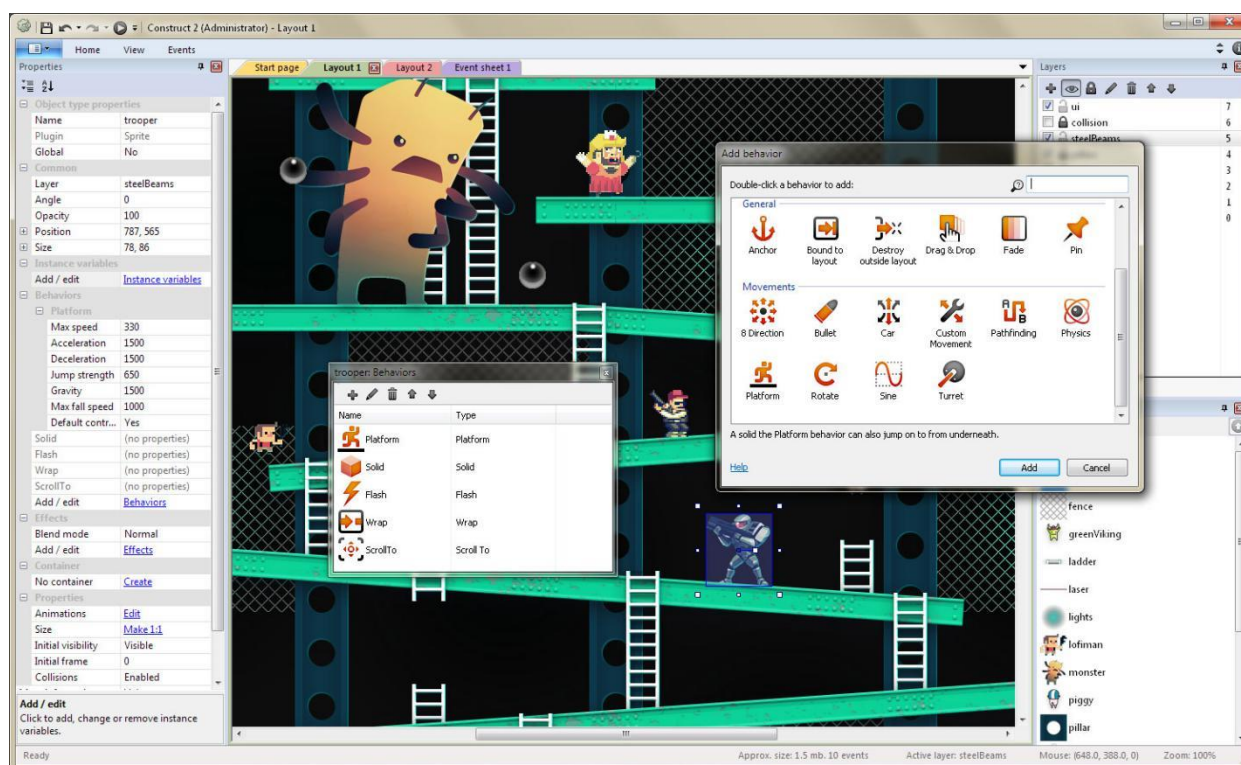 Construct 2 (Administrator) - Layout 1
Home View Events
Properties
Object type properties
Name trooper
Plugin Sprite
Global No
Common
Layer steelBeams
Angle 0
Opacity 100
Position 787, 565
Size 78, 86
Instance variables
Add / edit Instance variables
Behaviors
Platform
Max speed 330
Acceleration 1500
Deceleration 1500
Jump strength 650
Gravity 1500
Max fall speed 1000
Default contr... Yes
Solid (no properties)
Flash (no properties)
Wrap (no properties)
ScrollTo (no properties)
Add / edit Behaviors
Effects
Blend mode Normal
Add / edit Effects
Container
No container Create
Properties
Animations Edit
Size Make 1:1
Initial visibility Visible
Initial frame 0
Collisions Enabled
Add / edit
Click to add, change or remove instance
variables.
Start page Layout 1 Layout 2 Event sheet 1
trooper: Behaviors
Name Type
Platform Platform
Solid Solid
Flash Flash
Wrap Wrap
ScrollTo Scroll To
Add behavior
Double-click a behavior to add:
General
Anchor Bound to layout Destroy outside layout Drag & Drop Fade Pin
Movements
8 Direction Bullet Car Custom Movement Pathfinding Physics
Platform Rotate Sine Turret
A solid the Platform behavior can also jump on to from underneath.
Help Add Cancel
Layers
ui 7
collision 6
steelBeams 5
4
3
2
1
0
fence
greenViking
ladder
laser
lights
lofiman
monster
piggy
pillar
Ready Approx. size: 1.5 mb. 10 events Active layer: steelBeams Mouse: (648.0, 388.0, 0) Zoom: 100%